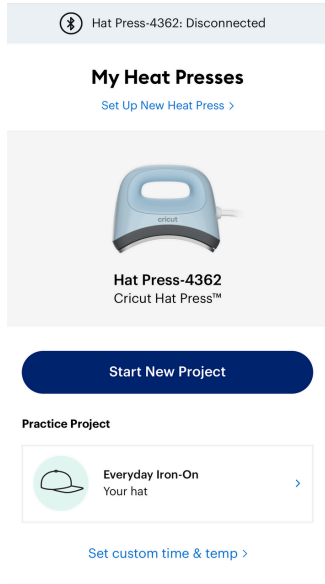 Hat Press-4362: Disconnected
My Heat Presses
Set Up New Heat Press >
cricut
Hat Press-4362
Cricut Hat Press™
Start New Project
Practice Project
Everyday Iron-On
Your hat
Set custom time & temp >